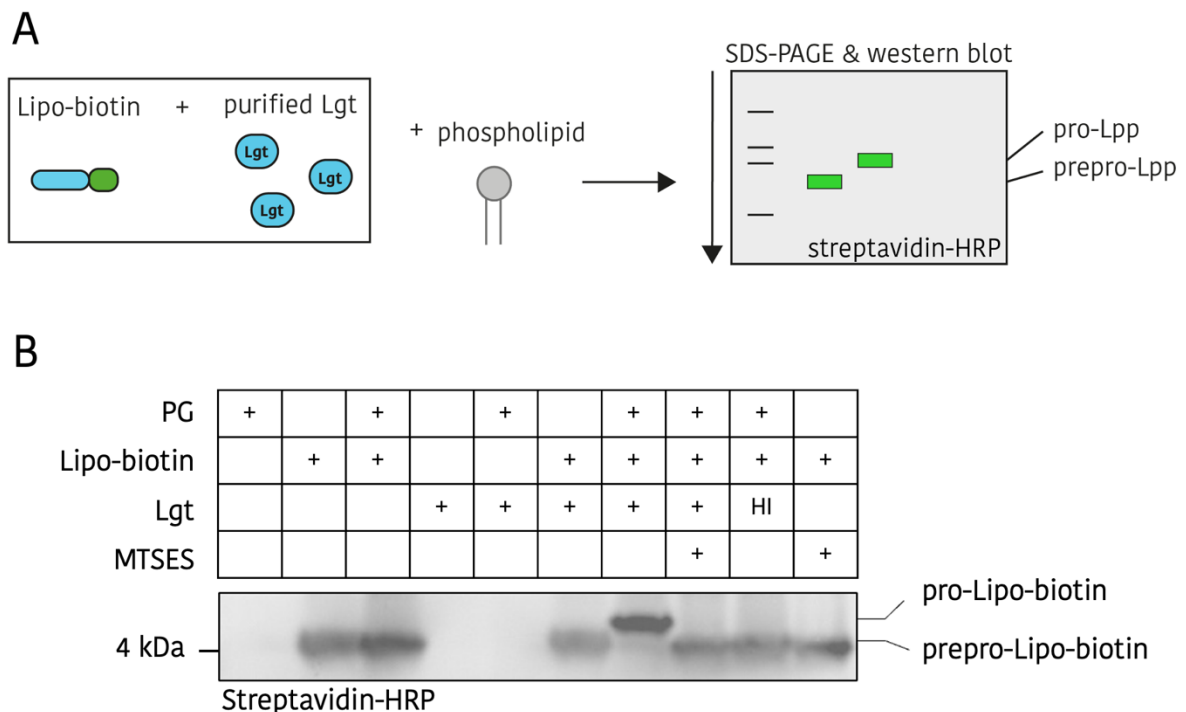 A
SDS-PAGE & western blot
Lipo-biotin + purified Lgt
+ phospholipid
Lgt
Lgt
Lgt
pro-Lpp
prepro-Lpp
streptavidin-HRP
B
PG + + + + + +
Lipo-biotin + + + + + + +
Lgt + + + + + HI
MTSES + +
pro-Lipo-biotin
4 kDa
prepro-Lipo-biotin
Streptavidin-HRP